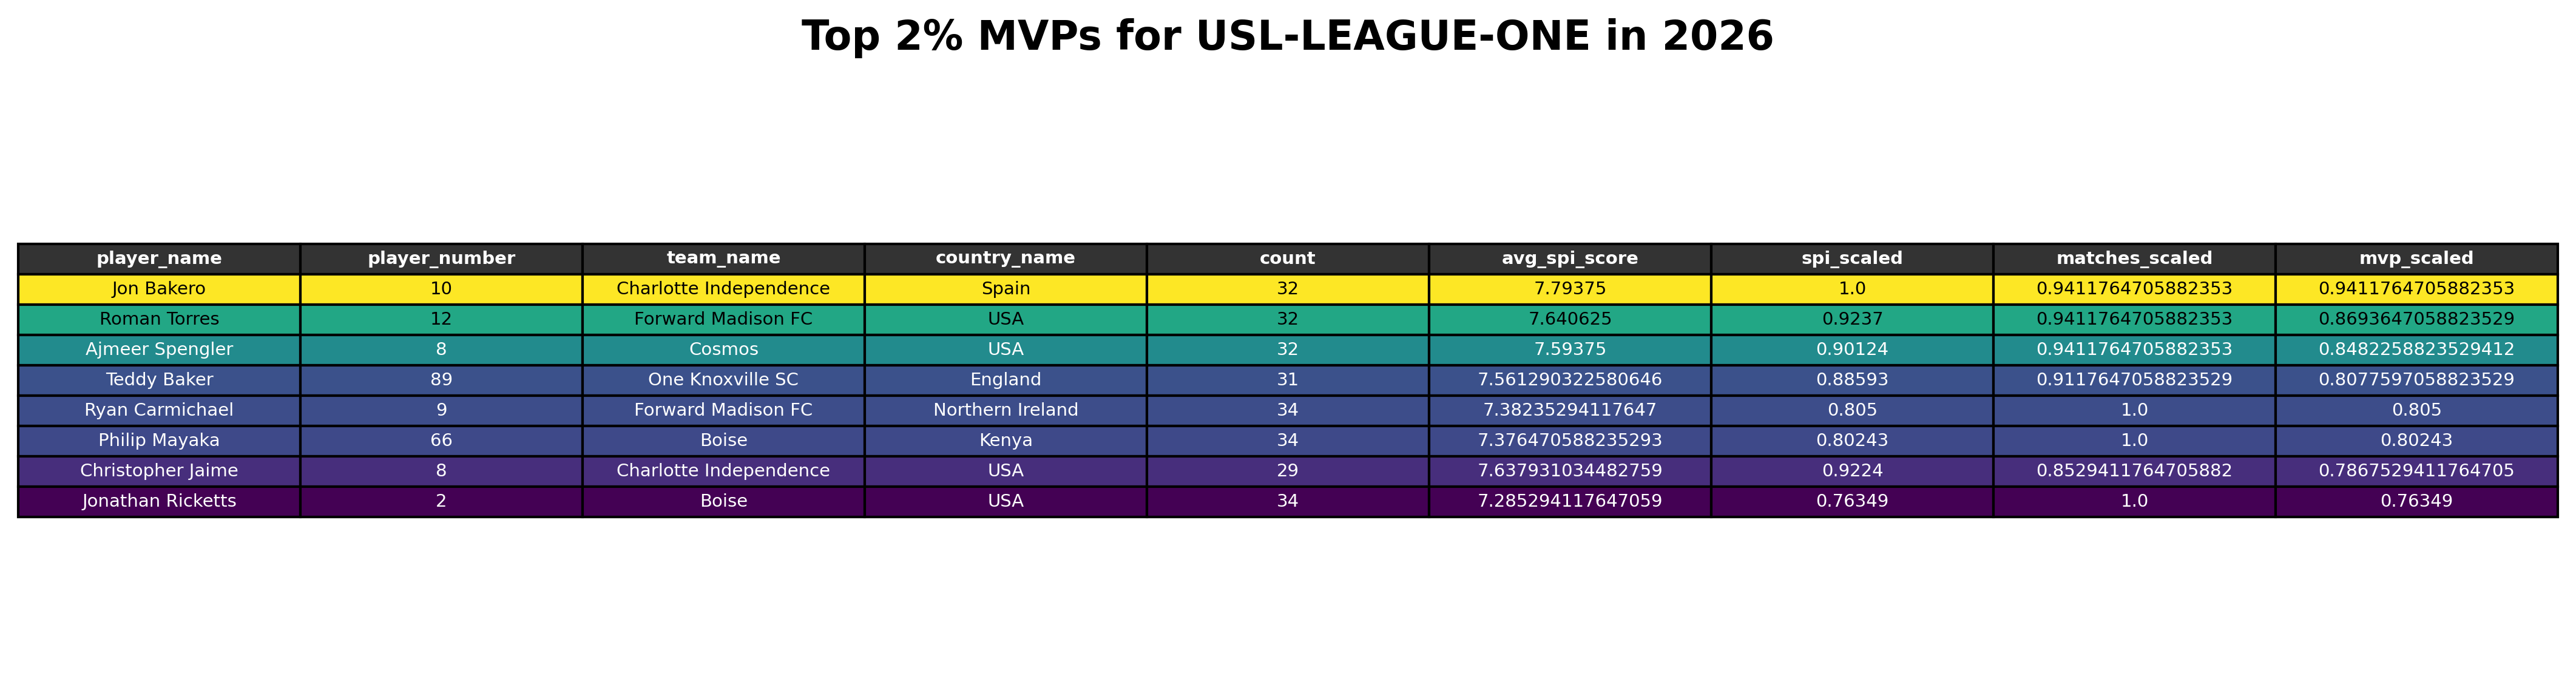 Top 2% MVPs for USL-LEAGUE-ONE in 2026
player_name player_number team_name country_name count avg_spi_score spi_scaled matches_scaled mvp_scaled
Jon Bakero 10 Charlotte Independence Spain 32 7.79375 1.0 0.9411764705882353 0.9411764705882353
Roman Torres 12 Forward Madison FC USA 32 7.640625 0.9237 0.9411764705882353 0.8693647058823529
Ajmeer Spengler 8 Cosmos USA 32 7.59375 0.90124 0.9411764705882353 0.8482258823529412
Teddy Baker 89 One Knoxville SC England 31 7.561290322580646 0.88593 0.9117647058823529 0.8077597058823529
Ryan Carmichael 9 Forward Madison FC Northern Ireland 34 7.38235294117647 0.805 1.0 0.805
Philip Mayaka 66 Boise Kenya 34 7.376470588235293 0.80243 1.0 0.80243
Christopher Jaime 8 Charlotte Independence USA 29 7.637931034482759 0.9224 0.8529411764705882 0.7867529411764705
Jonathan Ricketts 2 Boise USA 34 7.285294117647059 0.76349 1.0 0.76349